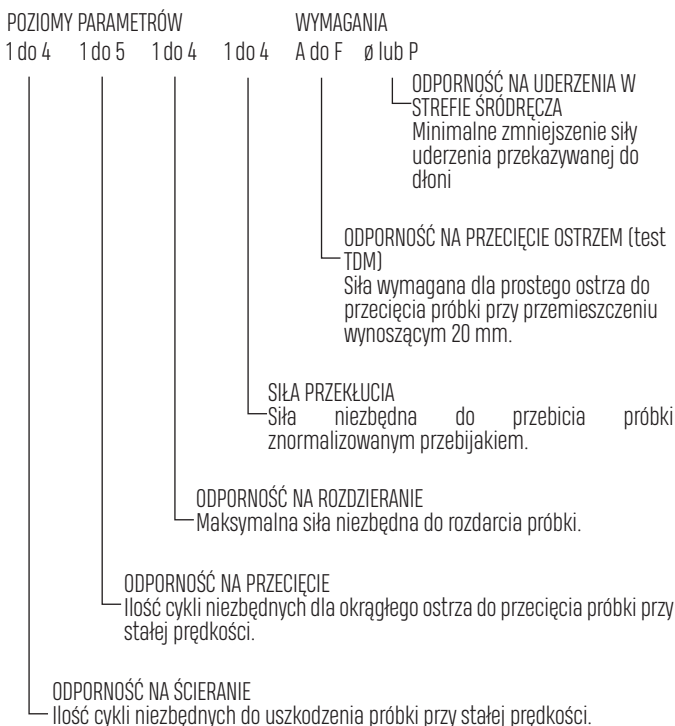 POZIOMY PARAMETRÓW WYMAGANIA
1 do 4 1 do 5 1 do 4 1 do 4 A do F ø lub P
ODPORNOŚĆ NA UDERZENIA W
STREFIE ŚRÓDRĘCZA
Minimalne zmniejszenie siły
uderzenia przekazywanej do
dłoni
ODPORNOŚĆ NA PRZECIĘCIE OSTRZEM (test
TDM)
Siła wymagana dla prostego ostrza do
przecięcia próbki przy przemieszczeniu
wynoszącym 20 mm.
SIŁA PRZEKŁUCIA
Siła niezbędna do przebicia próbki
znormalizowanym przebijakiem.
ODPORNOŚĆ NA ROZDZIERANIE
Maksymalna siła niezbędna do rozdarcia próbki.
ODPORNOŚĆ NA PRZECIĘCIE
Ilość cykli niezbędnych dla okrągłego ostrza do przecięcia próbki przy
stałej prędkości.
ODPORNOŚĆ NA ŚCIERANIE
Ilość cykli niezbędnych do uszkodzenia próbki przy stałej prędkości.